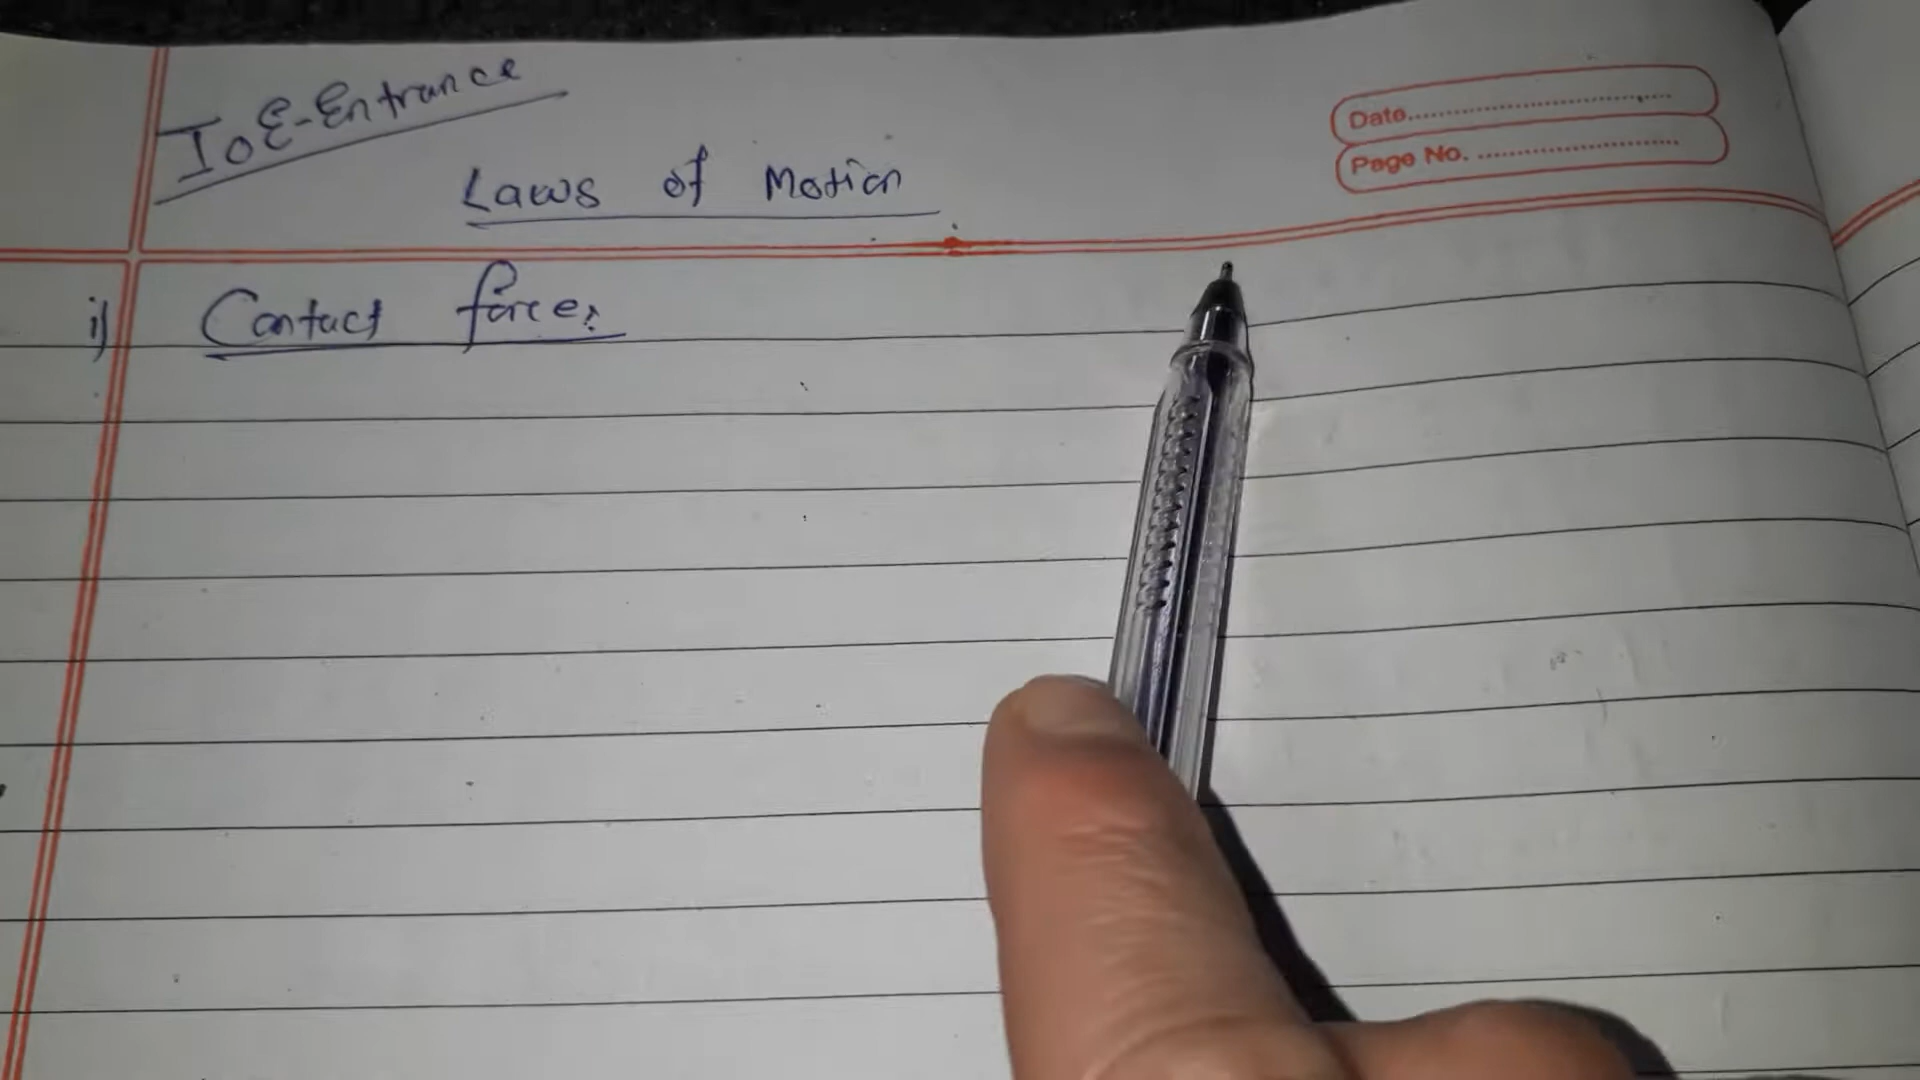 IOE-Entrance
Laws of Motion
Date
Page No.
i) Contact force: